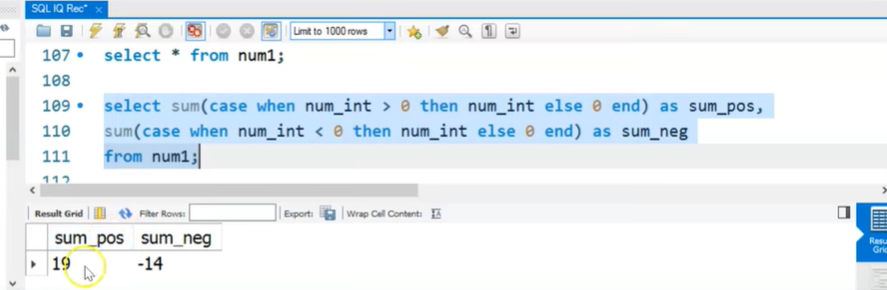 SQL IQ Rec*
Limit to 1000 rows
107 select * from num1;
108
109 select sum(case when num_int > 0 then num_int else 0 end) as sum_pos,
110 sum(case when num_int < 0 then num_int else 0 end) as sum_neg
111 from num1;
112
Result Grid Filter Rows: Export: Wrap Cell Content:
sum_pos sum_neg
19 -14